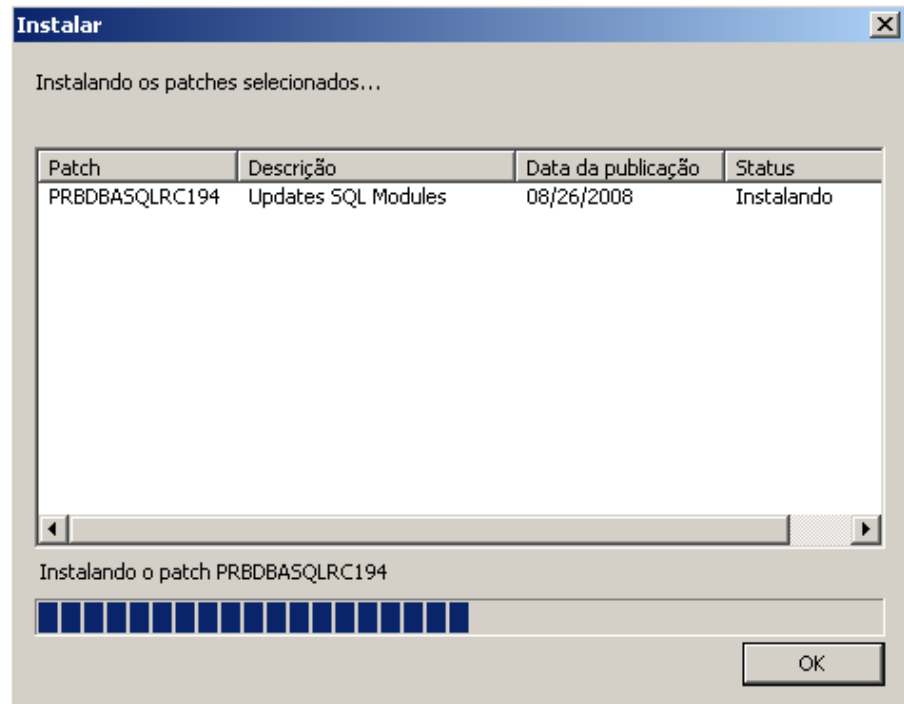 Instalar
Instalando os patches selecionados...
Patch Descrição Data da publicação Status
PRBDBASQLRC194 Updates SQL Modules 08/26/2008 Instalando
Instalando o patch PRBDBASQLRC194
OK